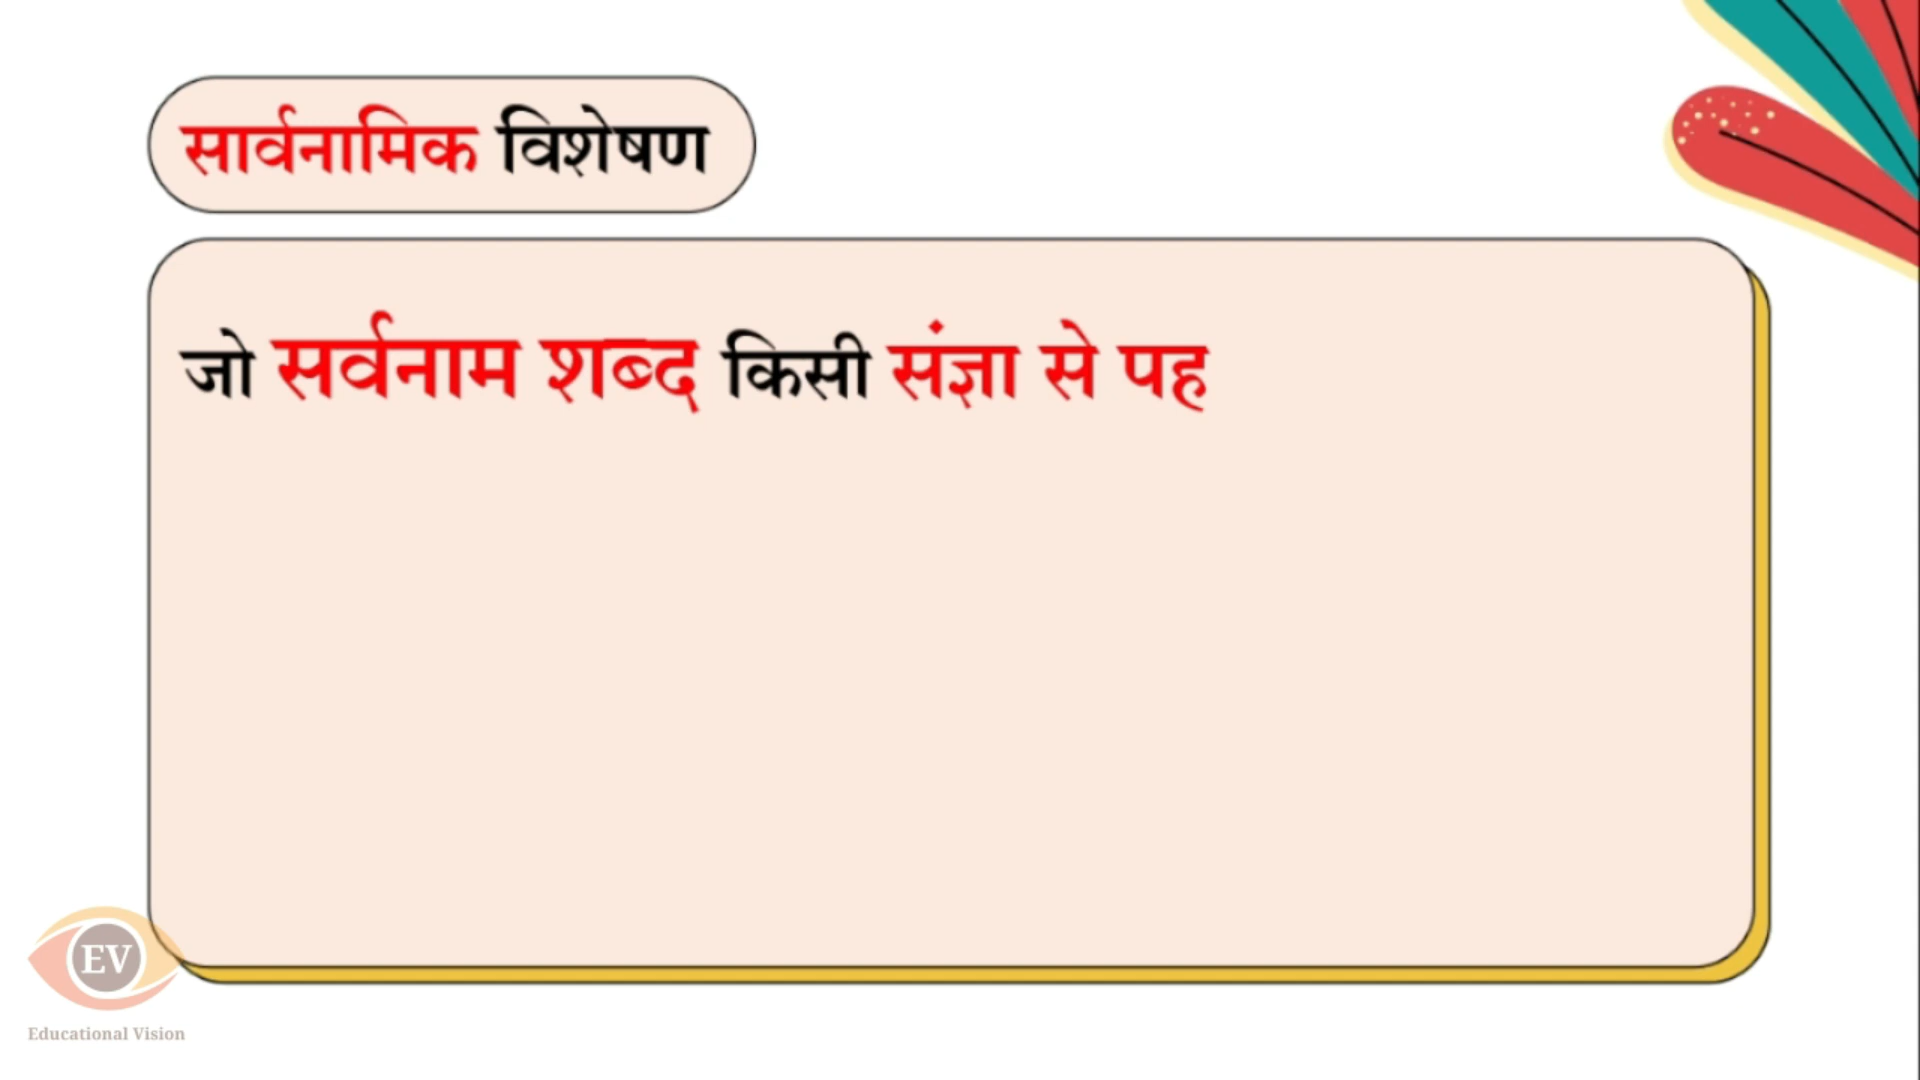 सार्वनामिक विशेषण
जो सर्वनाम शब्द किसी संज्ञा से पह
EV
Educational Vision